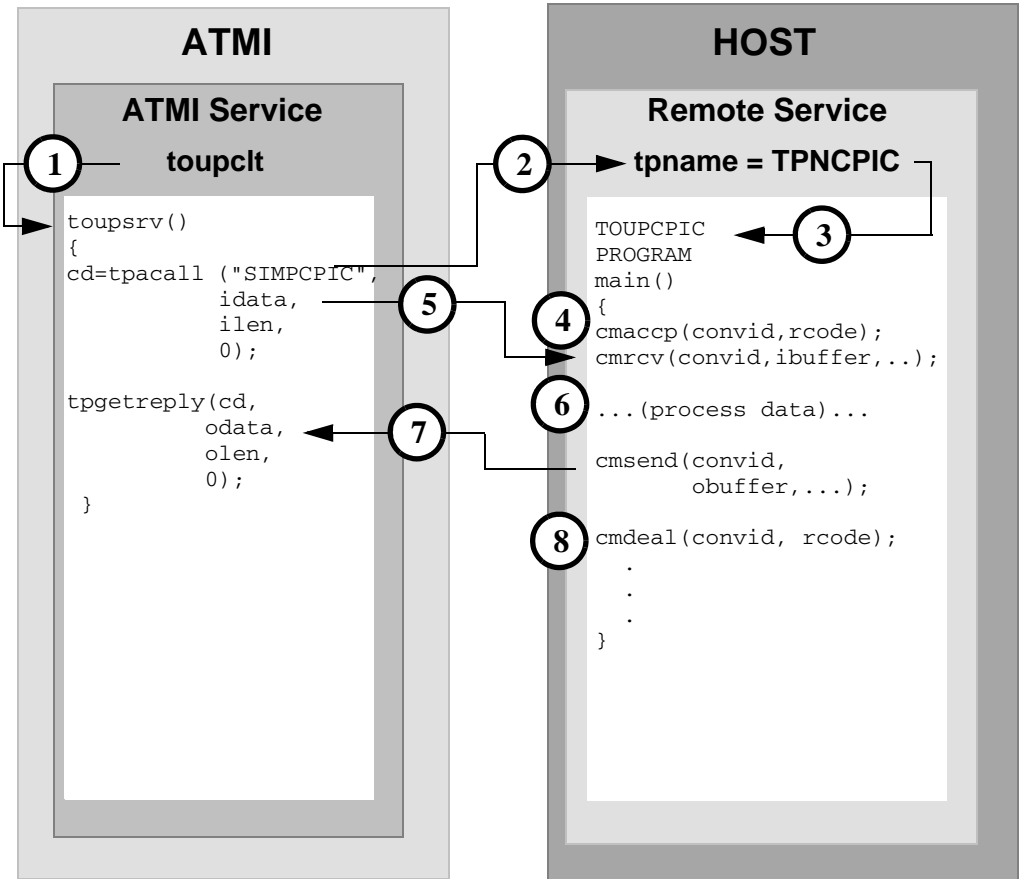 ATMI
ATMI Service
1
toupclt
toupsrv()
{
cd=tpacall ("SIMPCPIC",
idata,
ilen,
0);
tpgetreply(cd,
odata,
olen,
0);
}
2
5
7
HOST
Remote Service
tpname = TPNCPIC
3
TOUPCPIC
PROGRAM
main()
{
4
cmaccp(convid,rcode);
cmrcv(convid,ibuffer,..);
6
...(process data)...
cmsend(convid,
obuffer,...);
8
cmdeal(convid, rcode);
.
.
.
}